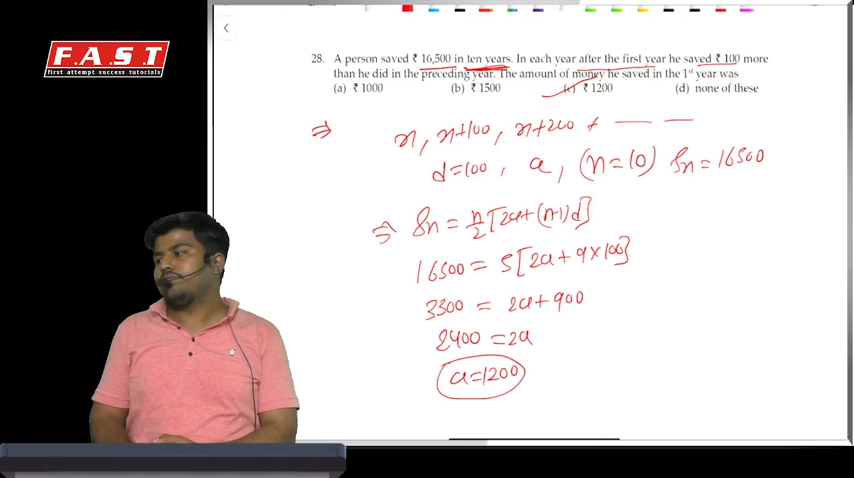 F.A.S.T
first attempt success tutorials
28. A person saved ₹ 16,500 in ten years. In each year after the first year he saved ₹ 100 more
than he did in the preceding year. The amount of money he saved in the 1st year was
(a) ₹ 1000 (b) ₹ 1500 (c) ₹ 1200 (d) none of these
⇒ x, x+100, x+200 +
d=100, a, (n=10) Sn=16500
⇒ Sn = n/2 [2a+(n-1)d]
16500 = 5[2a+9×100]
3300 = 2a+900
2400 =2a
a=1200